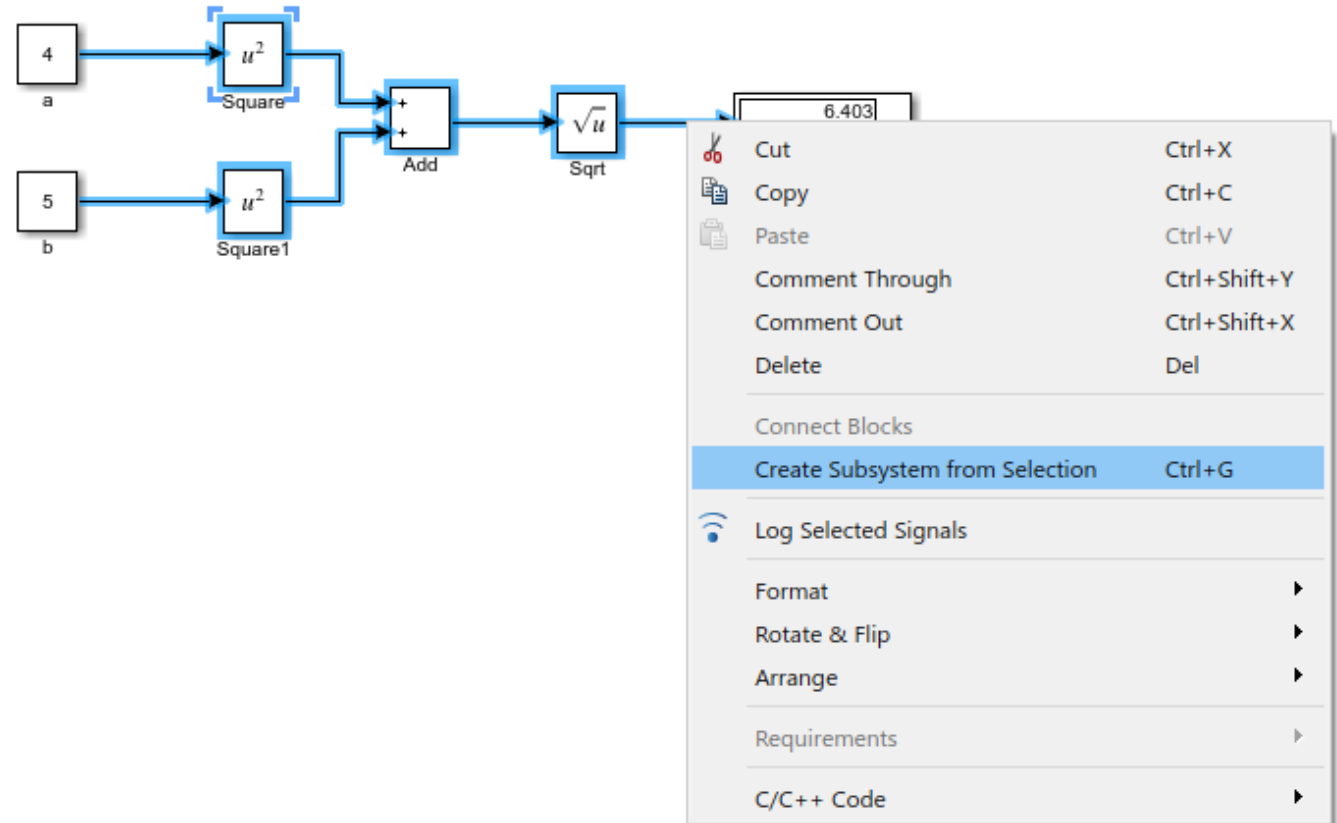 4
a
u²
Square
5
b
u²
Square1
+
+
Add
√u
Sqrt
6.403
Cut Ctrl+X
Copy Ctrl+C
Paste Ctrl+V
Comment Through Ctrl+Shift+Y
Comment Out Ctrl+Shift+X
Delete Del
Connect Blocks
Create Subsystem from Selection Ctrl+G
Log Selected Signals
Format
Rotate & Flip
Arrange
Requirements
C/C++ Code